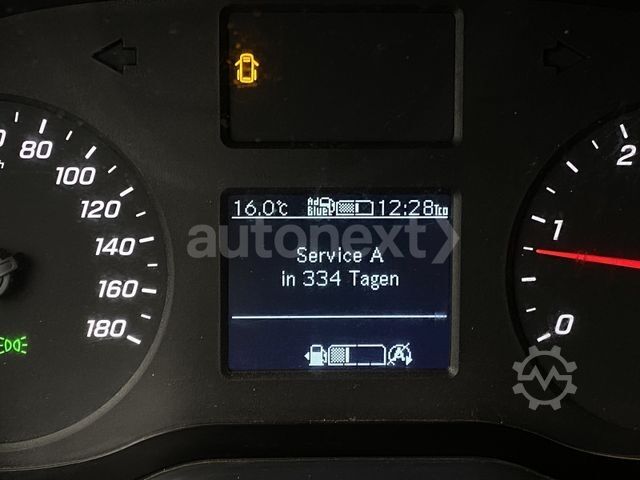 80
100
120
140
160
180
16.0°C AdBlue 12:28 Tco
autonext
Service A
in 334 Tagen
2
1
0